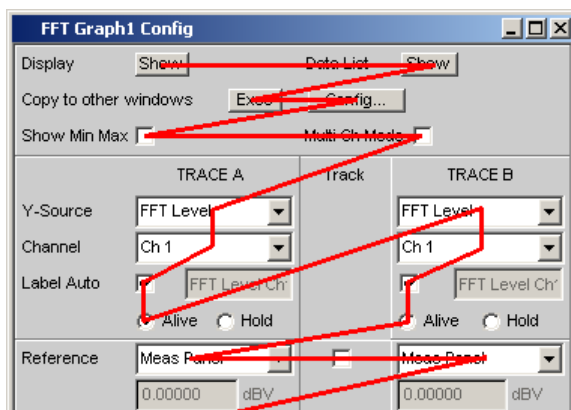 FFT Graph1 Config
Display Show Data List Show
Copy to other windows Exec Config...
Show Min Max Multi Ch Mode
TRACE A Track TRACE B
Y-Source FFT Level FFT Level
Channel Ch 1 Ch 1
Label Auto FFT Level Ch1 FFT Level Ch1
Alive Hold Alive Hold
Reference Meas Panel Meas Panel
0.00000 dBV 0.00000 dBV